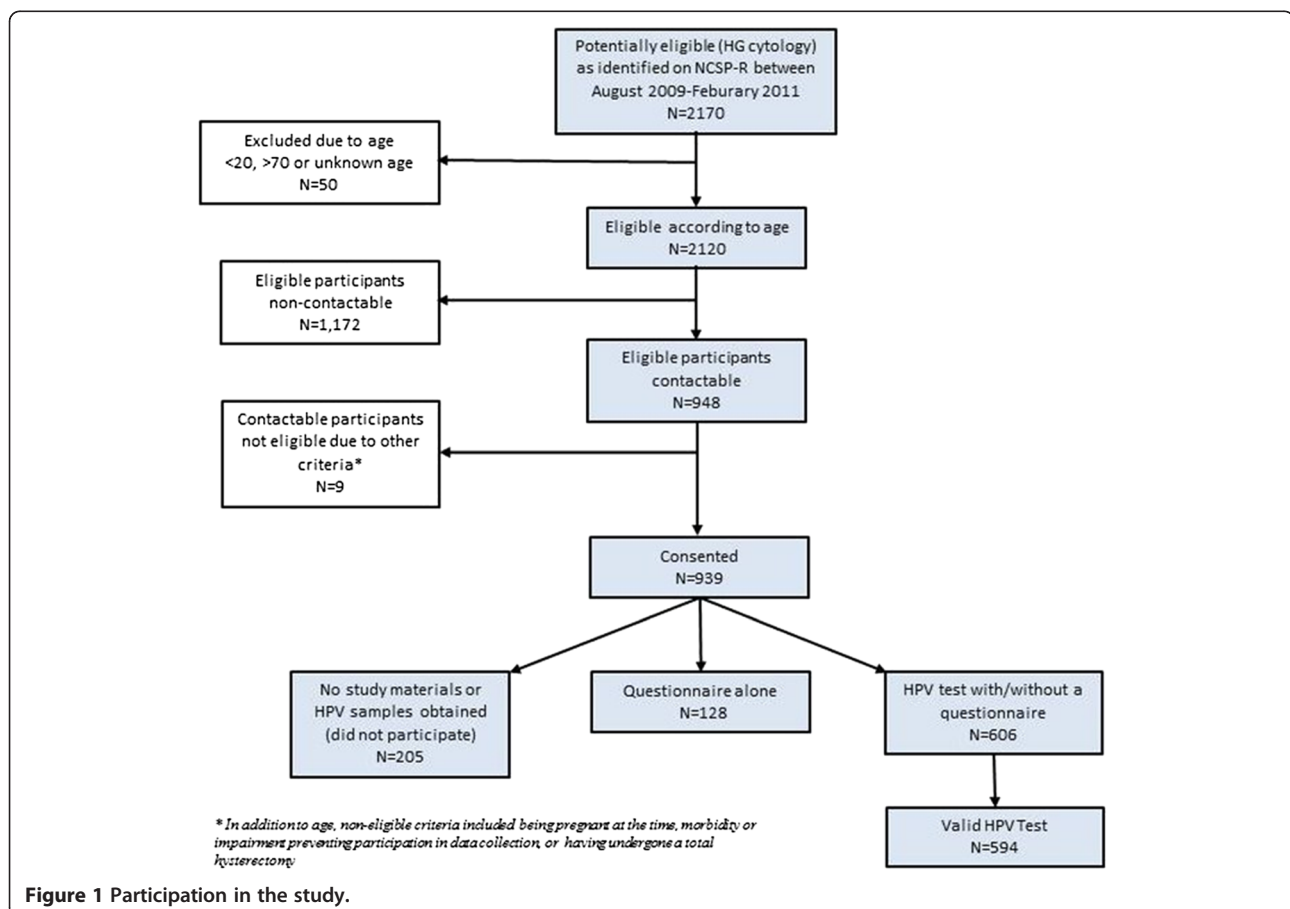 Potentially eligible (HG cytology)
as identified on NCSP-R between
August 2009-Feburary 2011
N=2170
Excluded due to age
<20, >70 or unknown age
N=50
Eligible according to age
N=2120
Eligible participants
non-contactable
N=1,172
Eligible participants
contactable
N=948
Contactable participants
not eligible due to other
criteria*
N=9
Consented
N=939
No study materials or
HPV samples obtained
(did not participate)
N=205
Questionnaire alone
N=128
HPV test with/without a
questionnaire
N=606
Valid HPV Test
N=594
* In addition to age, non-eligible criteria included being pregnant at the time, morbidity or
impairment preventing participation in data collection, or having undergone a total
hysterectomy
Figure 1 Participation in the study.